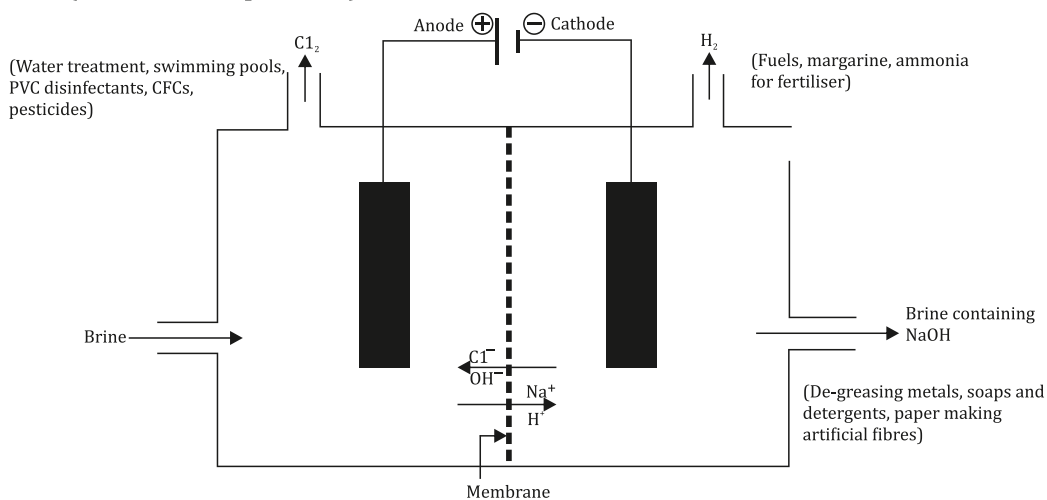 Anode ⊕ ⊖ Cathode
C1₂
(Water treatment, swimming pools,
PVC disinfectants, CFCs,
pesticides)
H₂
(Fuels, margarine, ammonia
for fertiliser)
Brine
C1⁻
OH⁻
Na⁺
H⁺
Brine containing
NaOH
(De-greasing metals, soaps and
detergents, paper making
artificial fibres)
Membrane